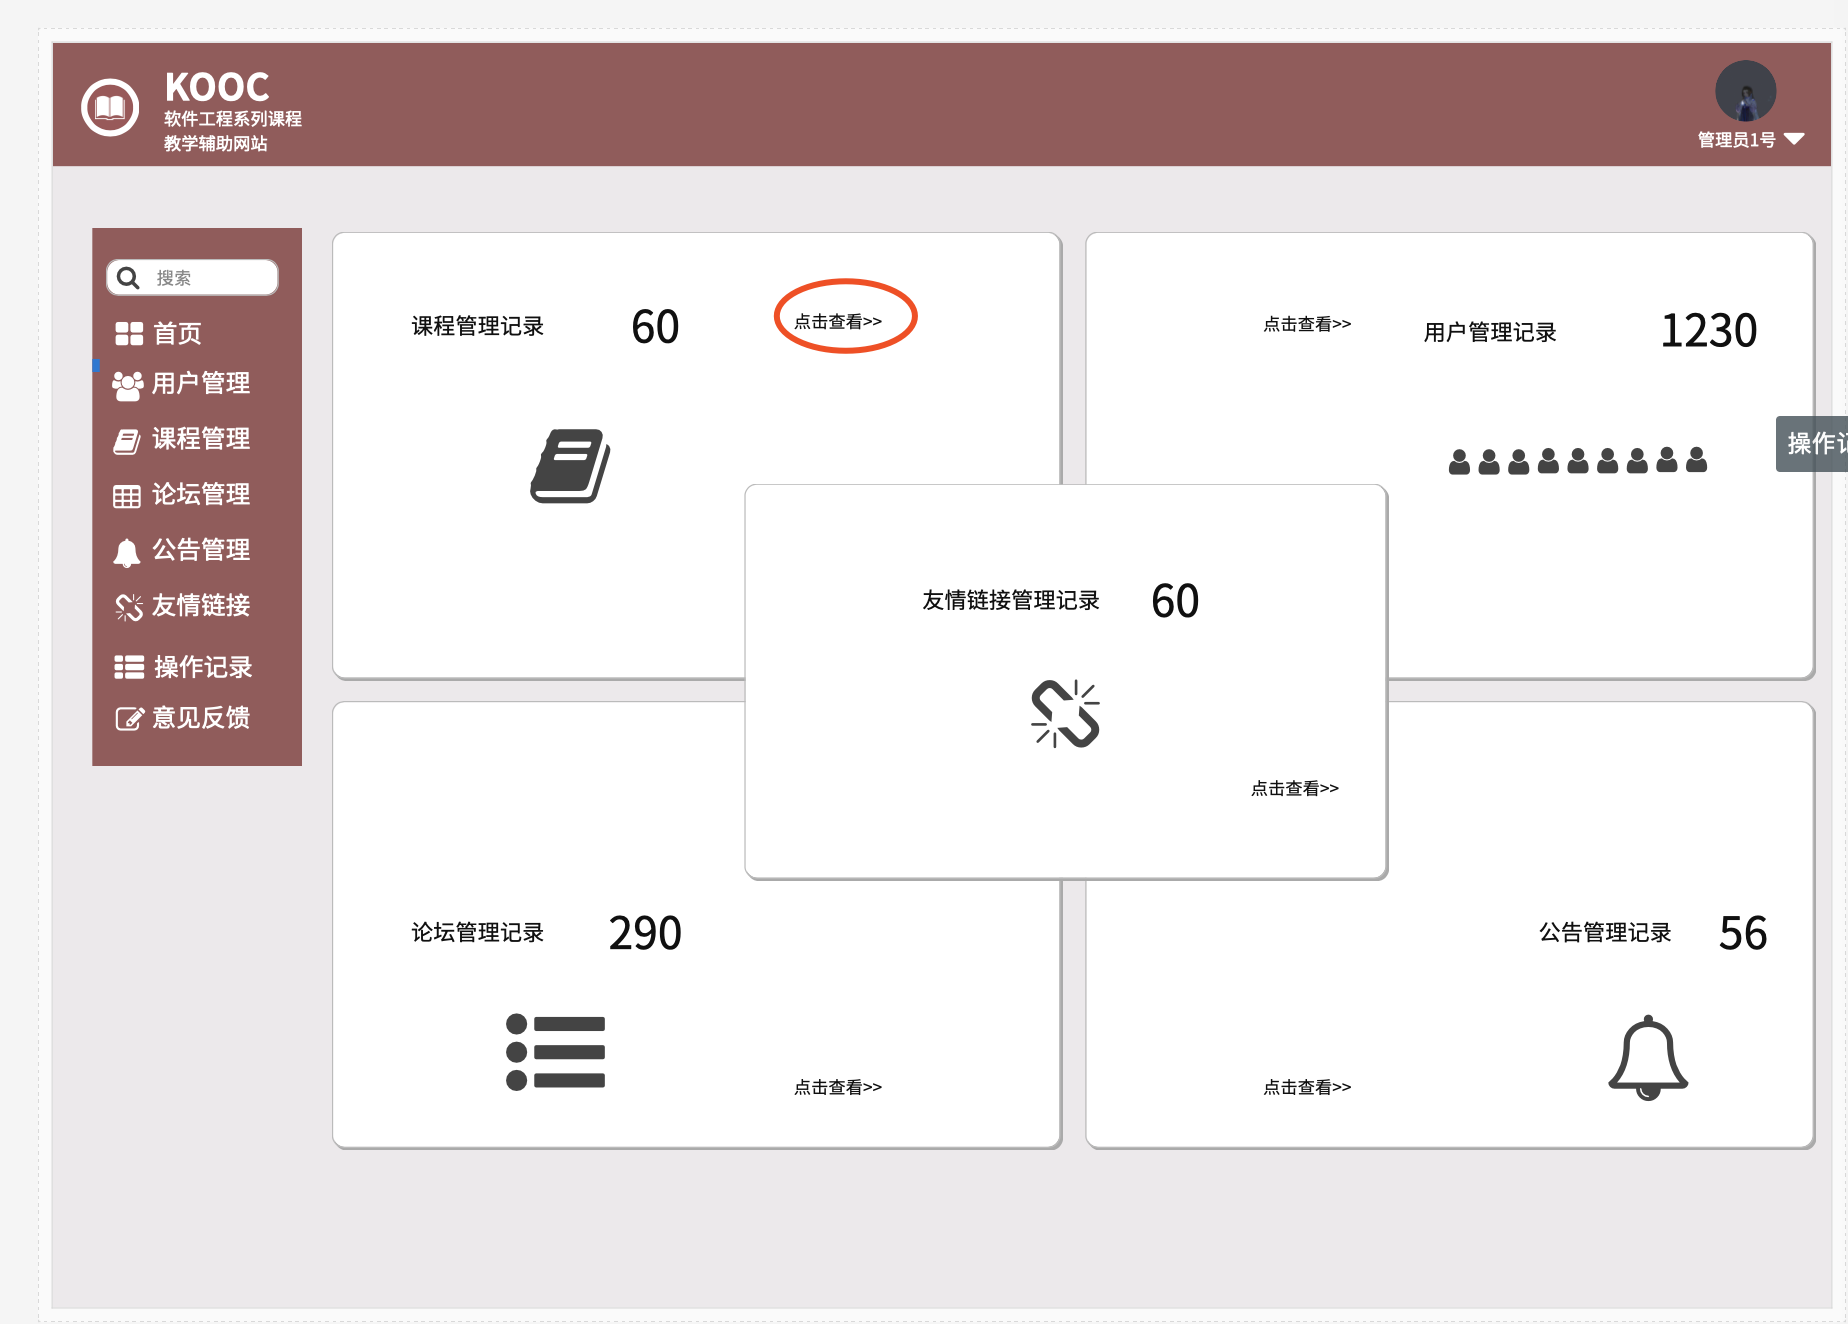 KOOC
软件工程系列课程
教学辅助网站
管理员1号
搜索
首页
用户管理
课程管理
论坛管理
公告管理
友情链接
操作记录
意见反馈
课程管理记录 60 点击查看>>
点击查看>> 用户管理记录 1230
操作记
友情链接管理记录 60
点击查看>>
论坛管理记录 290
点击查看>>
公告管理记录 56
点击查看>>